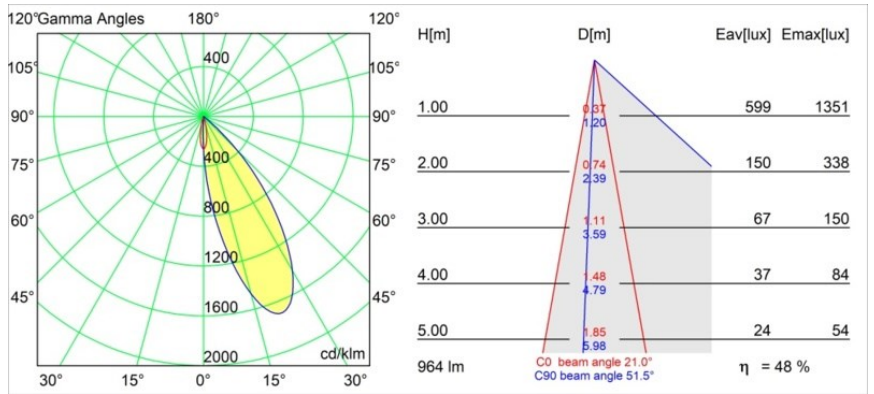 120° Gamma Angles 180° 120°
400
105° 105°
90° 90°
400
75° 75°
800
60° 60°
1200
45° 45°
1600
2000 cd/klm
30° 15° 0° 15° 30°
H[m] D[m] Eav[lux] Emax[lux]
1.00 0.37 599 1351
1.20
2.00 0.74 150 338
2.39
3.00 1.11 67 150
3.59
4.00 1.48 37 84
4.79
5.00 1.85 24 54
5.98
964 lm C0 beam angle 21.0° η = 48 %
C90 beam angle 51.5°